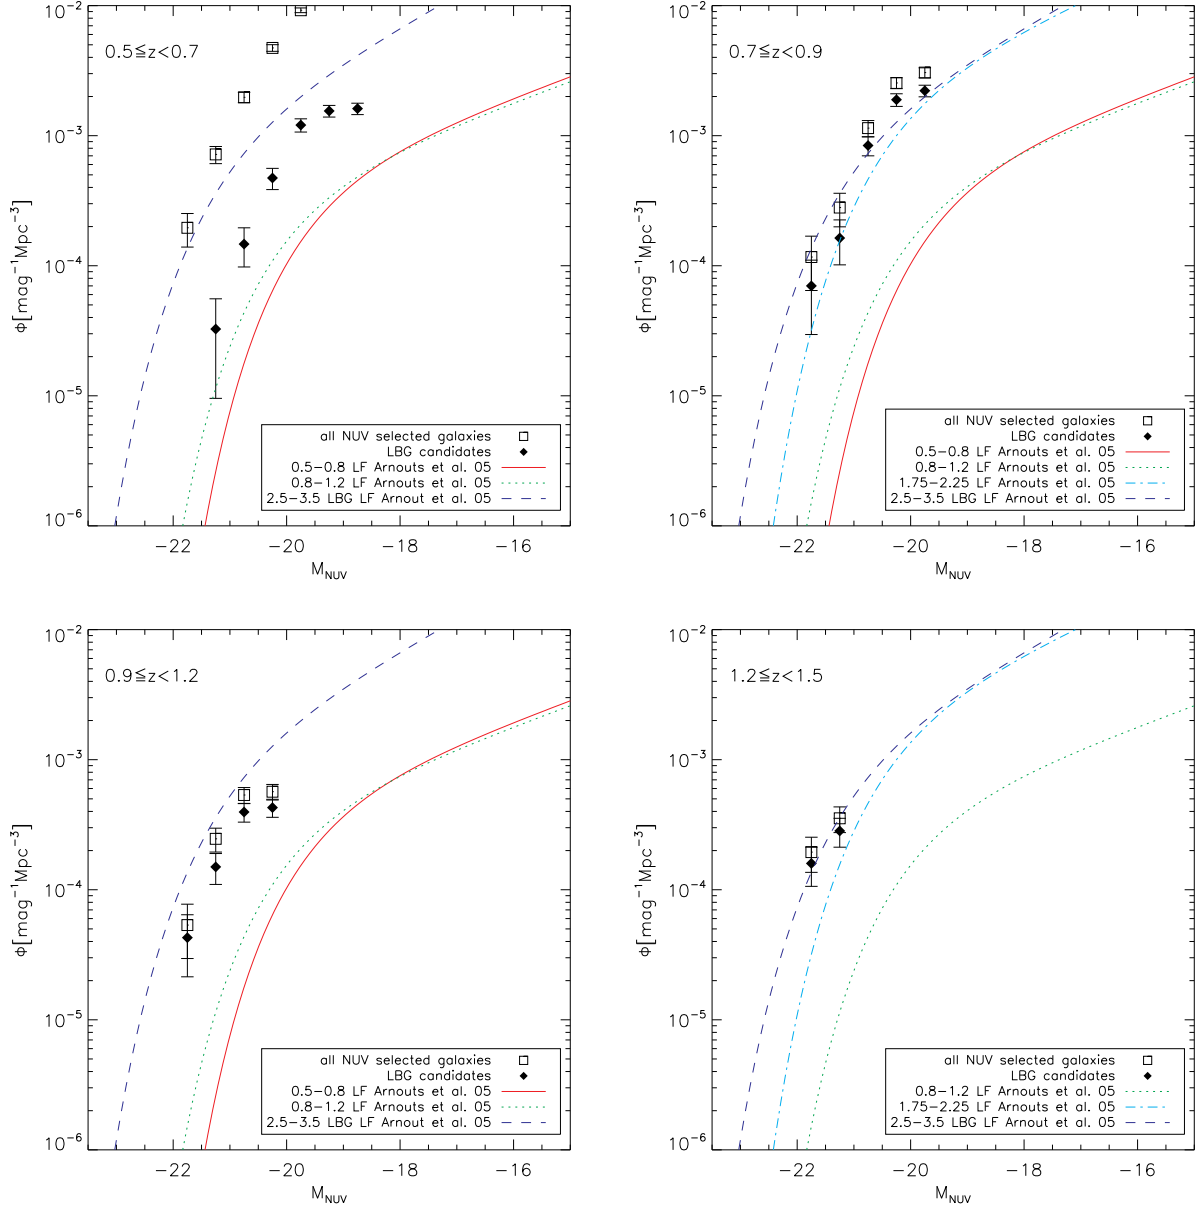 10⁻²
0.5≦z<0.7
10⁻³
10⁻⁴
10⁻⁵
10⁻⁶
ϕ[mag⁻¹Mpc⁻³]
all NUV selected galaxies
LBG candidates
0.5−0.8 LF Arnouts et al. 05
0.8−1.2 LF Arnouts et al. 05
2.5−3.5 LBG LF Arnout et al. 05
−22 −20 −18 −16
M_NUV
10⁻²
0.7≦z<0.9
10⁻³
10⁻⁴
10⁻⁵
10⁻⁶
ϕ[mag⁻¹Mpc⁻³]
all NUV selected galaxies
LBG candidates
0.5−0.8 LF Arnouts et al. 05
0.8−1.2 LF Arnouts et al. 05
1.75−2.25 LF Arnouts et al. 05
2.5−3.5 LBG LF Arnout et al. 05
−22 −20 −18 −16
M_NUV
10⁻²
0.9≦z<1.2
10⁻³
10⁻⁴
10⁻⁵
10⁻⁶
ϕ[mag⁻¹Mpc⁻³]
all NUV selected galaxies
LBG candidates
0.5−0.8 LF Arnouts et al. 05
0.8−1.2 LF Arnouts et al. 05
2.5−3.5 LBG LF Arnout et al. 05
−22 −20 −18 −16
M_NUV
10⁻²
1.2≦z<1.5
10⁻³
10⁻⁴
10⁻⁵
10⁻⁶
ϕ[mag⁻¹Mpc⁻³]
all NUV selected galaxies
LBG candidates
0.8−1.2 LF Arnouts et al. 05
1.75−2.25 LF Arnouts et al. 05
2.5−3.5 LBG LF Arnout et al. 05
−22 −20 −18 −16
M_NUV